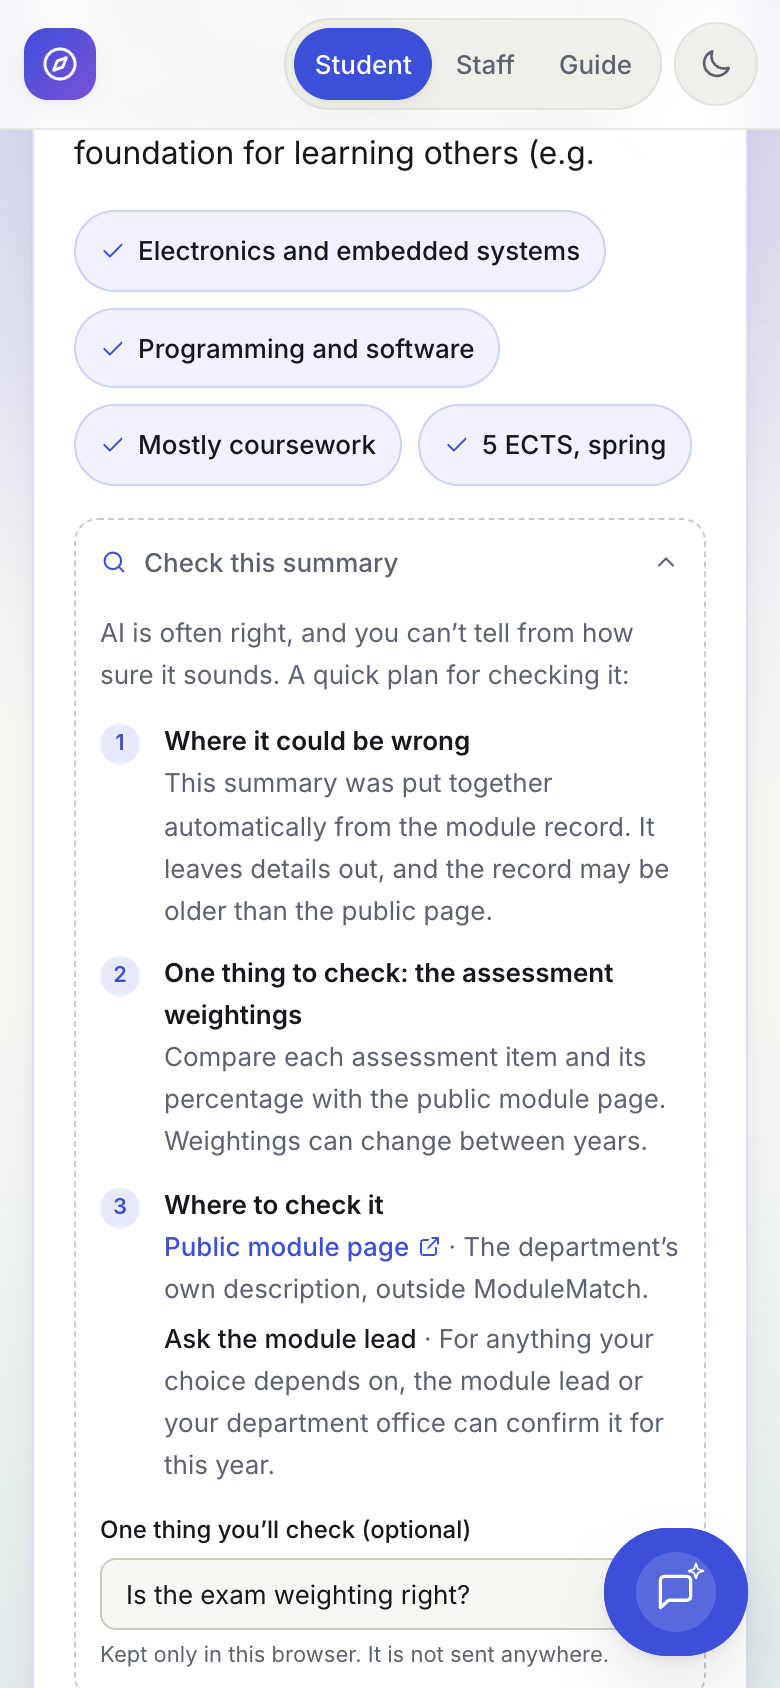 Student Staff Guide
foundation for learning others (e.g.
Electronics and embedded systems
Programming and software
Mostly coursework
5 ECTS, spring
Check this summary
AI is often right, and you can’t tell from how
sure it sounds. A quick plan for checking it:
1 Where it could be wrong
This summary was put together
automatically from the module record. It
leaves details out, and the record may be
older than the public page.
2 One thing to check: the assessment
weightings
Compare each assessment item and its
percentage with the public module page.
Weightings can change between years.
3 Where to check it
Public module page · The department’s
own description, outside ModuleMatch.
Ask the module lead · For anything your
choice depends on, the module lead or
your department office can confirm it for
this year.
One thing you’ll check (optional)
Is the exam weighting right?
Kept only in this browser. It is not sent anywhere.